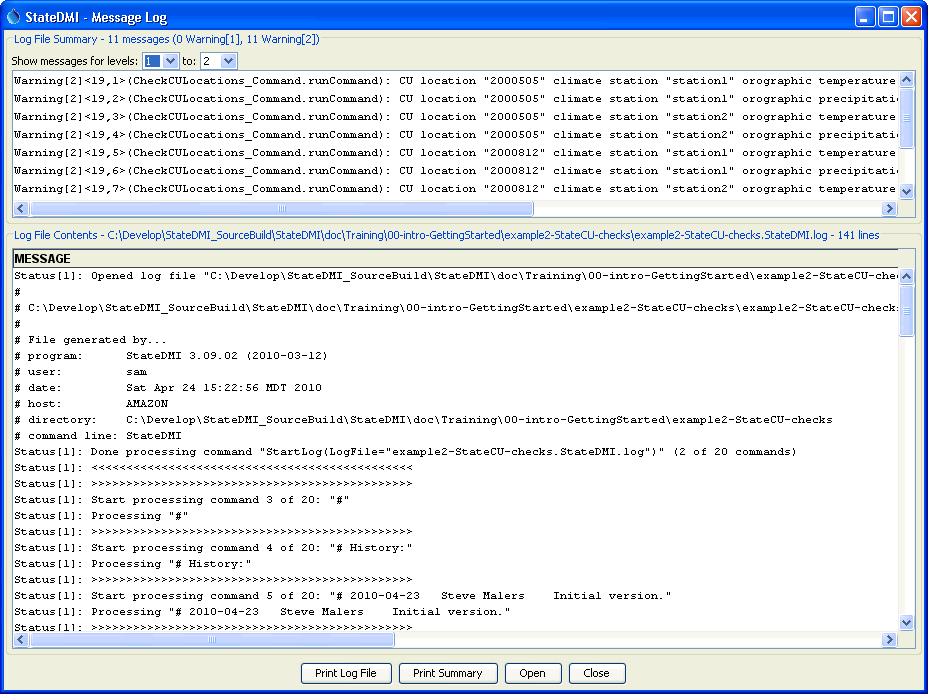 StateDMI - Message Log
Log File Summary - 11 messages (0 Warning[1], 11 Warning[2])
Show messages for levels: 1 to: 2
Warning[2]<19,1>(CheckCULocations_Command.runCommand): CU location "2000505" climate station "station1" orographic temperature
Warning[2]<19,2>(CheckCULocations_Command.runCommand): CU location "2000505" climate station "station1" orographic precipitatio
Warning[2]<19,3>(CheckCULocations_Command.runCommand): CU location "2000505" climate station "station2" orographic temperature
Warning[2]<19,4>(CheckCULocations_Command.runCommand): CU location "2000505" climate station "station2" orographic precipitatio
Warning[2]<19,5>(CheckCULocations_Command.runCommand): CU location "2000812" climate station "station1" orographic temperature
Warning[2]<19,6>(CheckCULocations_Command.runCommand): CU location "2000812" climate station "station1" orographic precipitatio
Warning[2]<19,7>(CheckCULocations_Command.runCommand): CU location "2000812" climate station "station2" orographic temperature
Log File Contents - C:\Develop\StateDMI_SourceBuild\StateDMI\doc\Training\00-intro-GettingStarted\example2-StateCU-checks\example2-StateCU-checks.StateDMI.log - 141 lines
MESSAGE
Status[1]: Opened log file "C:\Develop\StateDMI_SourceBuild\StateDMI\doc\Training\00-intro-GettingStarted\example2-StateCU-chec
#
# C:\Develop\StateDMI_SourceBuild\StateDMI\doc\Training\00-intro-GettingStarted\example2-StateCU-checks\example2-StateCU-checks
#
# File generated by...
# program: StateDMI 3.09.02 (2010-03-12)
# user: sam
# date: Sat Apr 24 15:22:56 MDT 2010
# host: AMAZON
# directory: C:\Develop\StateDMI_SourceBuild\StateDMI\doc\Training\00-intro-GettingStarted\example2-StateCU-checks
# command line: StateDMI
Status[1]: Done processing command "StartLog(LogFile="example2-StateCU-checks.StateDMI.log")" (2 of 20 commands)
Status[1]: <<<<<<<<<<<<<<<<<<<<<<<<<<<<<<<<<<<<<<<<<<<<<<
Status[1]: >>>>>>>>>>>>>>>>>>>>>>>>>>>>>>>>>>>>>>>>>>>>>>
Status[1]: Start processing command 3 of 20: "#"
Status[1]: Processing "#"
Status[1]: >>>>>>>>>>>>>>>>>>>>>>>>>>>>>>>>>>>>>>>>>>>>>>
Status[1]: Start processing command 4 of 20: "# History:"
Status[1]: Processing "# History:"
Status[1]: >>>>>>>>>>>>>>>>>>>>>>>>>>>>>>>>>>>>>>>>>>>>>>
Status[1]: Start processing command 5 of 20: "# 2010-04-23 Steve Malers Initial version."
Status[1]: Processing "# 2010-04-23 Steve Malers Initial version."
Status[1]: >>>>>>>>>>>>>>>>>>>>>>>>>>>>>>>>>>>>>>>>>>>>>>
Print Log File Print Summary Open Close